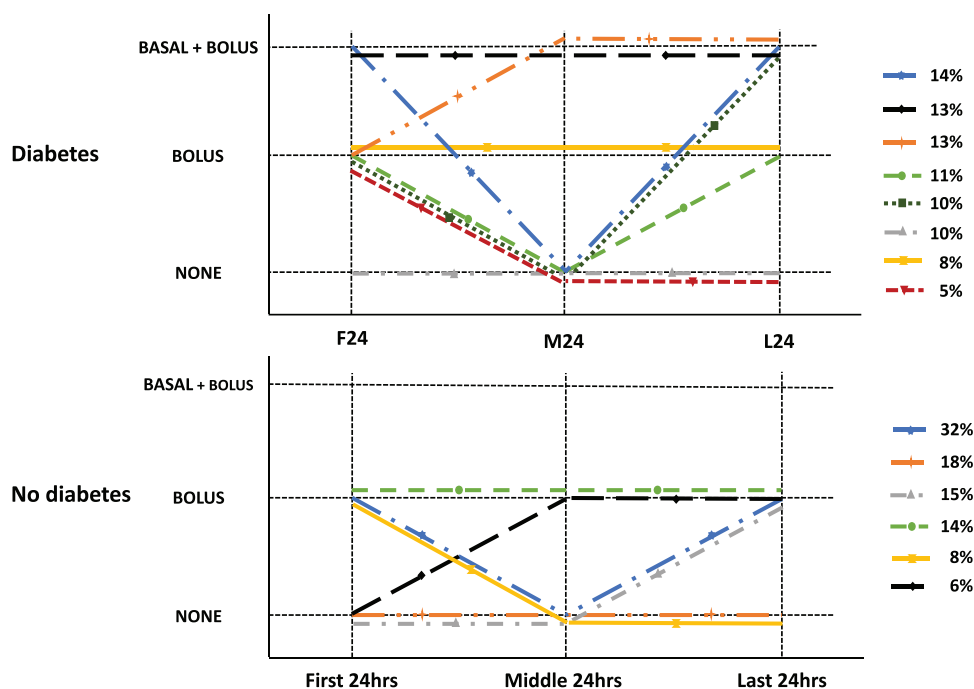 BASAL + BOLUS
Diabetes
BOLUS
NONE
F24
M24
L24
14%
13%
13%
11%
10%
10%
8%
5%
BASAL + BOLUS
No diabetes
BOLUS
NONE
First 24hrs
Middle 24hrs
Last 24hrs
32%
18%
15%
14%
8%
6%